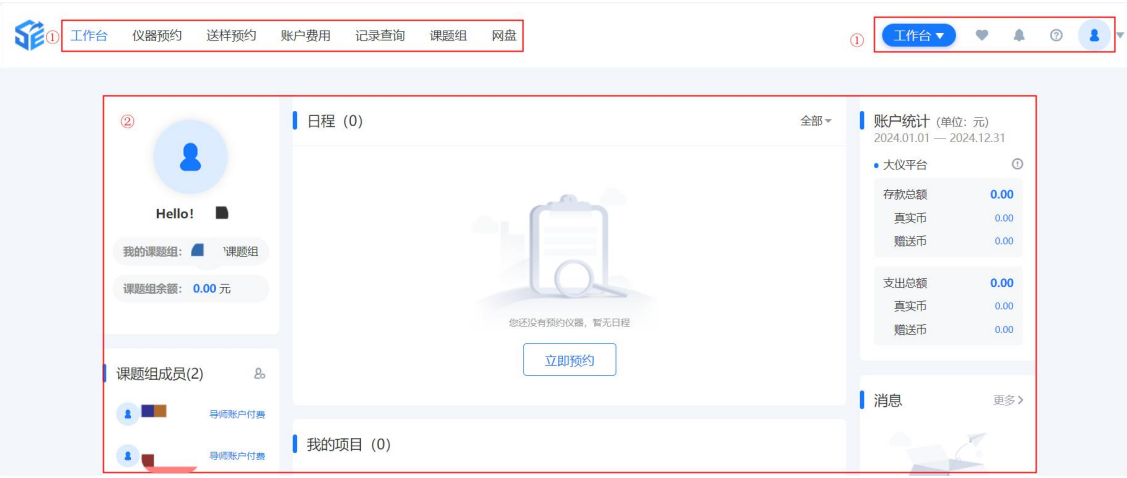 ① 工作台 仪器预约 送样预约 账户费用 记录查询 课题组 网盘 ① 工作台
②
Hello!
我的课题组: 课题组
课题组余额: 0.00 元
课题组成员(2)
导师账户付费
导师账户付费
日程 (0) 全部
您还没有预约仪器,暂无日程
立即预约
我的项目 (0)
账户统计 (单位: 元)
2024.01.01 — 2024.12.31
大仪平台
存款总额 0.00
真实币 0.00
赠送币 0.00
支出总额 0.00
真实币 0.00
赠送币 0.00
消息 更多